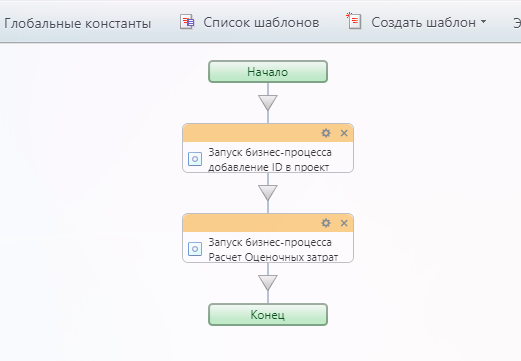 Глобальные константы Список шаблонов Создать шаблон Э
Начало
Запуск бизнес-процесса
добавление ID в проект
Запуск бизнес-процесса
Расчет Оценочных затрат
Конец